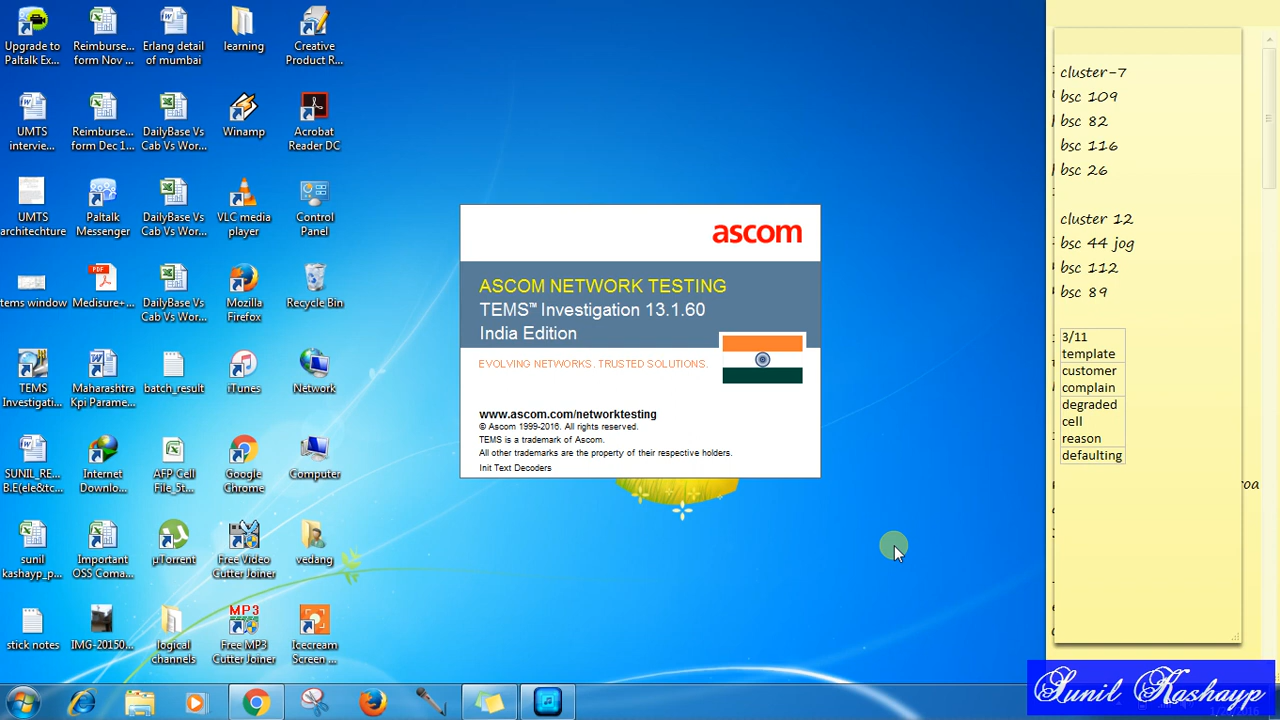 Upgrade to
Paltalk Ex...
Reimburse...
form Nov ...
Erlang detail
of mumbai
learning
Creative
Product R...
UMTS
intervie...
Reimburse...
form Dec 1...
DailyBase Vs
Cab Vs Wor...
Winamp
Acrobat
Reader DC
UMTS
architechture
Paltalk
Messenger
DailyBase Vs
Cab Vs Wor...
VLC media
player
Control
Panel
tems window
PDF
Medisure+...
DailyBase Vs
Cab Vs Wor...
Mozilla
Firefox
Recycle Bin
TEMS
Investigati...
Maharashtra
Kpi Parame...
batch_result
iTunes
Network
SUNIL_RE...
B.E(ele&tc...
Internet
Downlo...
AFP Cell
File_5t...
Google
Chrome
Computer
sunil
kashayp_p...
Important
OSS Coma...
µTorrent
Free Video
Cutter Joiner
vedang
stick notes
IMG-20150...
logical
channels
MP3
Free MP3
Cutter Joiner
Icecream
Screen ...
ascom
ASCOM NETWORK TESTING
TEMS™ Investigation 13.1.60
India Edition
EVOLVING NETWORKS. TRUSTED SOLUTIONS.
www.ascom.com/networktesting
© Ascom 1999-2016. All rights reserved.
TEMS is a trademark of Ascom.
All other trademarks are the property of their respective holders.
Init Text Decoders
cluster-7
bsc 109
bsc 82
bsc 116
bsc 26
cluster 12
bsc 44 jog
bsc 112
bsc 89
3/11
template
customer
complain
degraded
cell
reason
defaulting
Sunil Kashayp